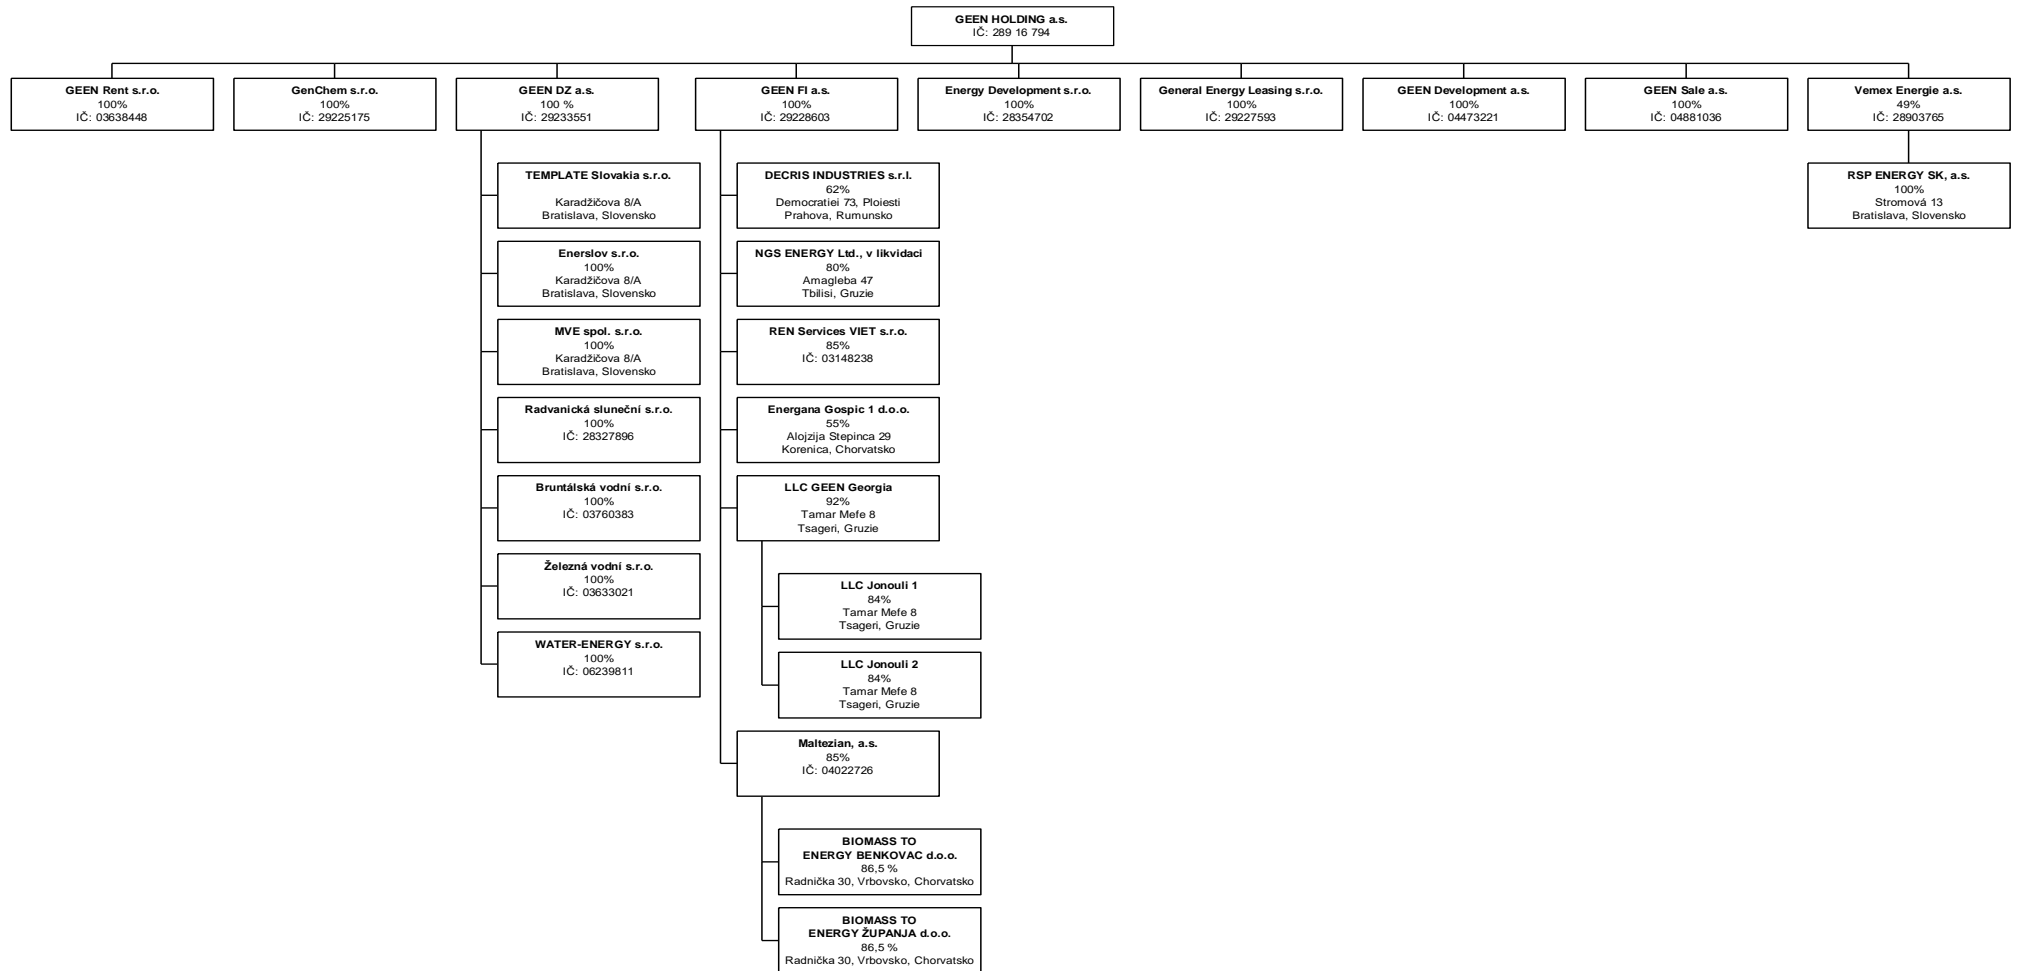 GEEN HOLDING a.s.
IČ: 289 16 794
GEEN Rent s.r.o.
100%
IČ: 03638448
GenChem s.r.o.
100%
IČ: 29225175
GEEN DZ a.s.
100 %
IČ: 29233551
GEEN FI a.s.
100%
IČ: 29228603
Energy Development s.r.o.
100%
IČ: 28354702
General Energy Leasing s.r.o.
100%
IČ: 29227593
GEEN Development a.s.
100%
IČ: 04473221
GEEN Sale a.s.
100%
IČ: 04881036
Vemex Energie a.s.
49%
IČ: 28903765
TEMPLATE Slovakia s.r.o.
Karadžičova 8/A
Bratislava, Slovensko
Enerslov s.r.o.
100%
Karadžičova 8/A
Bratislava, Slovensko
MVE spol. s.r.o.
100%
Karadžičova 8/A
Bratislava, Slovensko
Radvanická sluneční s.r.o.
100%
IČ: 28327896
Bruntálská vodní s.r.o.
100%
IČ: 03760383
Železná vodní s.r.o.
100%
IČ: 03633021
WATER-ENERGY s.r.o.
100%
IČ: 06239811
DECRIS INDUSTRIES s.r.l.
62%
Democratiei 73, Ploiesti
Prahova, Rumunsko
NGS ENERGY Ltd., v likvidaci
80%
Amagleba 47
Tbilisi, Gruzie
REN Services VIET s.r.o.
85%
IČ: 03148238
Energana Gospic 1 d.o.o.
55%
Alojzija Stepinca 29
Korenica, Chorvatsko
LLC GEEN Georgia
92%
Tamar Mefe 8
Tsageri, Gruzie
LLC Jonouli 1
84%
Tamar Mefe 8
Tsageri, Gruzie
LLC Jonouli 2
84%
Tamar Mefe 8
Tsageri, Gruzie
Maltezian, a.s.
85%
IČ: 04022726
BIOMASS TO
ENERGY BENKOVAC d.o.o.
86,5 %
Radnička 30, Vrbovsko, Chorvatsko
BIOMASS TO
ENERGY ŽUPANJA d.o.o.
86,5 %
Radnička 30, Vrbovsko, Chorvatsko
RSP ENERGY SK, a.s.
100%
Stromová 13
Bratislava, Slovensko